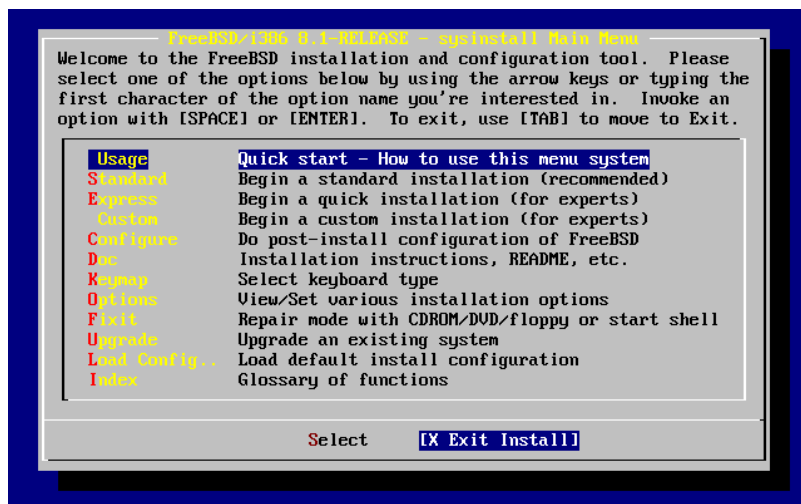 FreeBSD/i386 8.1-RELEASE - sysinstall Main Menu
Welcome to the FreeBSD installation and configuration tool.  Please
select one of the options below by using the arrow keys or typing the
first character of the option name you're interested in.  Invoke an
option with [SPACE] or [ENTER].  To exit, use [TAB] to move to Exit.
Usage Quick start - How to use this menu system
Standard Begin a standard installation (recommended)
Express Begin a quick installation (for experts)
Custom Begin a custom installation (for experts)
Configure Do post-install configuration of FreeBSD
Doc Installation instructions, README, etc.
Keymap Select keyboard type
Options View/Set various installation options
Fixit Repair mode with CDROM/DVD/floppy or start shell
Upgrade Upgrade an existing system
Load Config.. Load default install configuration
Index Glossary of functions
Select [X Exit Install]